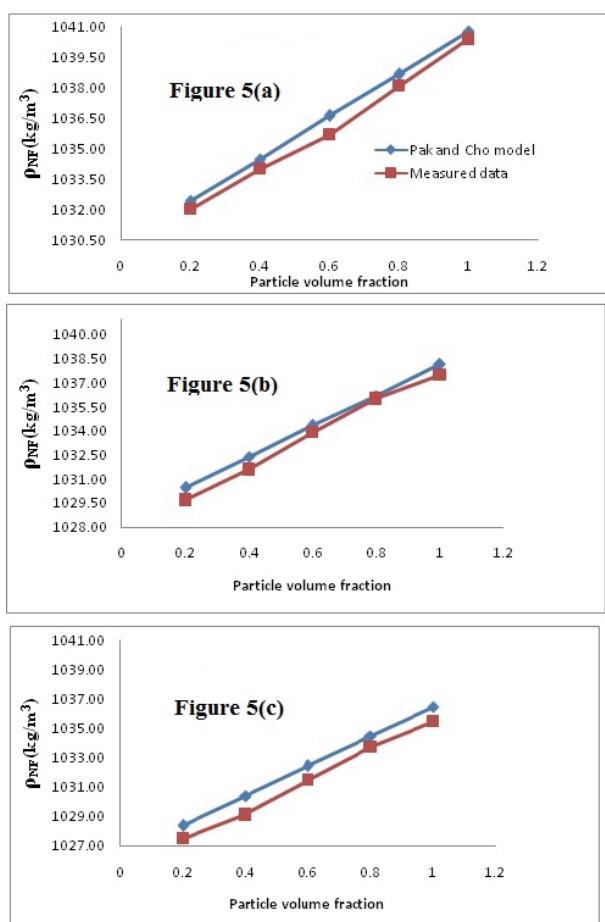 1041.00
1039.50
1038.00
1036.50
1035.00
1033.50
1032.00
1030.50
ρNF(kg/m³)
Figure 5(a)
Pak and Cho model
Measured data
0 0.2 0.4 0.6 0.8 1 1.2
Particle volume fraction
1040.00
1038.50
1037.00
1035.50
1034.00
1032.50
1031.00
1029.50
1028.00
ρNF(kg/m³)
Figure 5(b)
0 0.2 0.4 0.6 0.8 1 1.2
Particle volume fraction
1041.00
1039.00
1037.00
1035.00
1033.00
1031.00
1029.00
1027.00
ρNF(kg/m³)
Figure 5(c)
0 0.2 0.4 0.6 0.8 1 1.2
Particle volume fraction